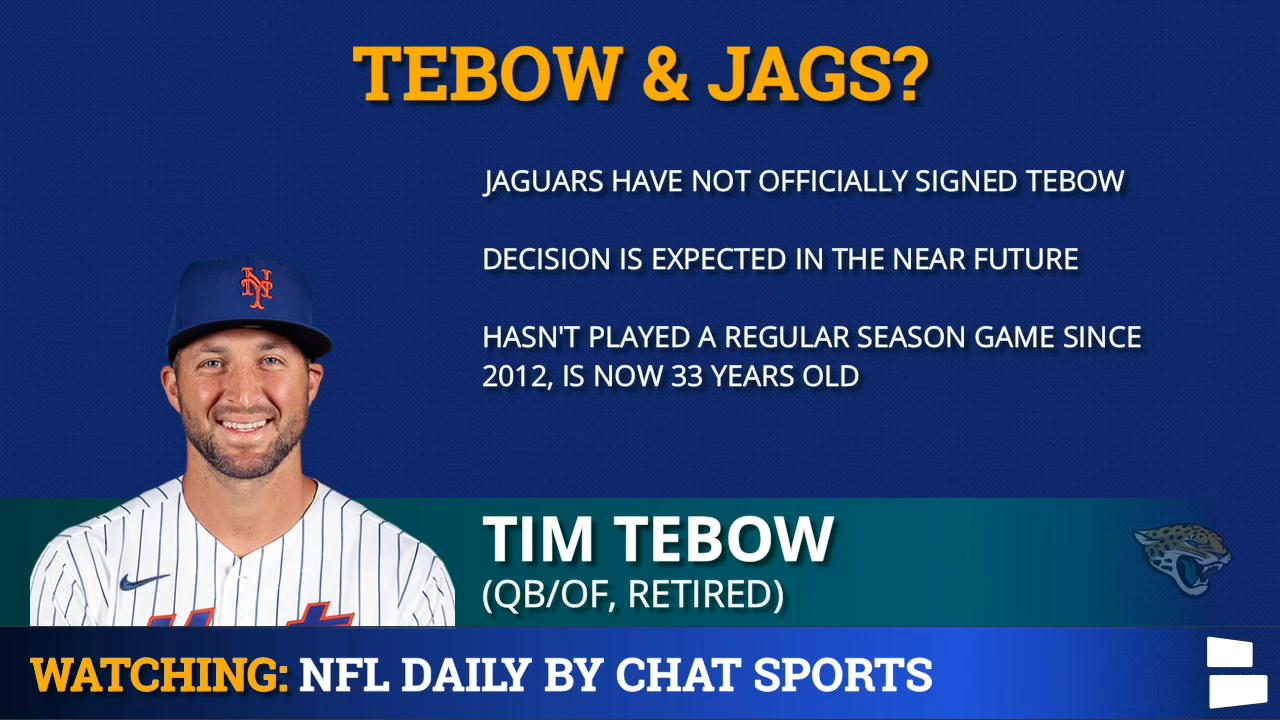 TEBOW & JAGS?
JAGUARS HAVE NOT OFFICIALLY SIGNED TEBOW
DECISION IS EXPECTED IN THE NEAR FUTURE
HASN'T PLAYED A REGULAR SEASON GAME SINCE
2012, IS NOW 33 YEARS OLD
NY
Mets
TIM TEBOW
(QB/OF, RETIRED)
WATCHING: NFL DAILY BY CHAT SPORTS